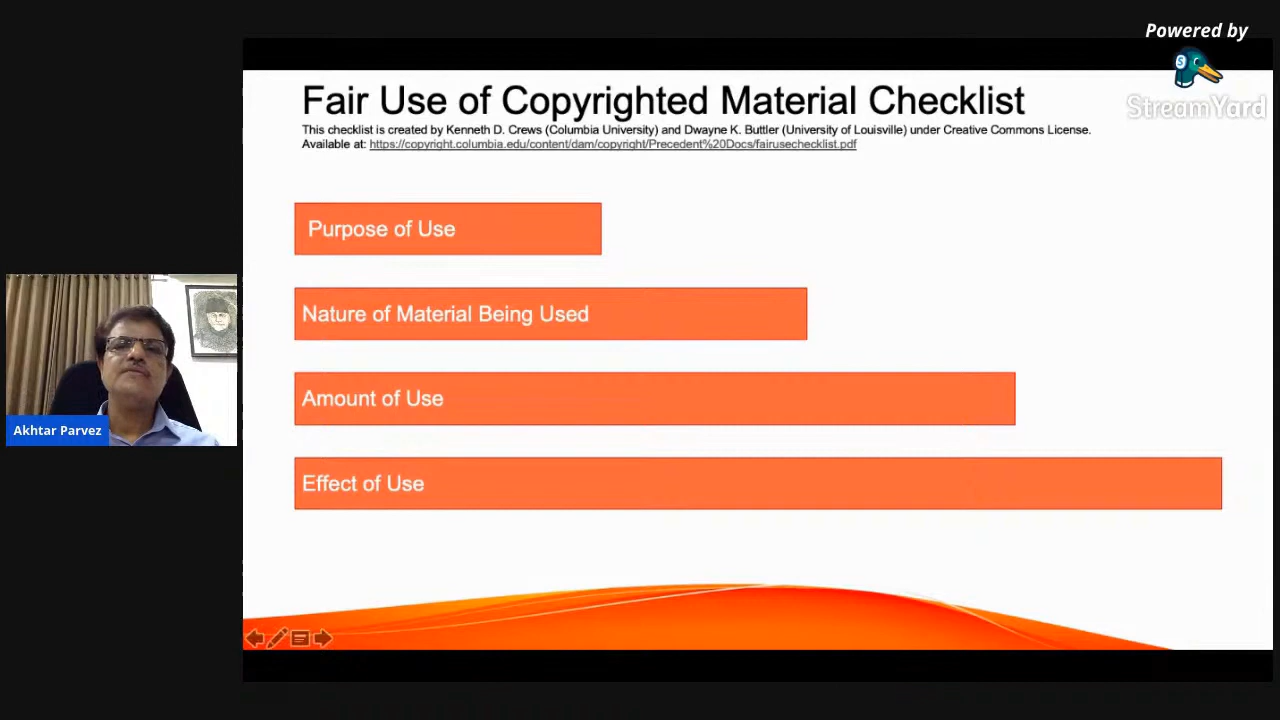 Powered by
StreamYard
Fair Use of Copyrighted Material Checklist
This checklist is created by Kenneth D. Crews (Columbia University) and Dwayne K. Buttler (University of Louisville) under Creative Commons License.
Available at: https://copyright.columbia.edu/content/dam/copyright/Precedent%20Docs/fairusechecklist.pdf
Purpose of Use
Nature of Material Being Used
Amount of Use
Effect of Use
Akhtar Parvez